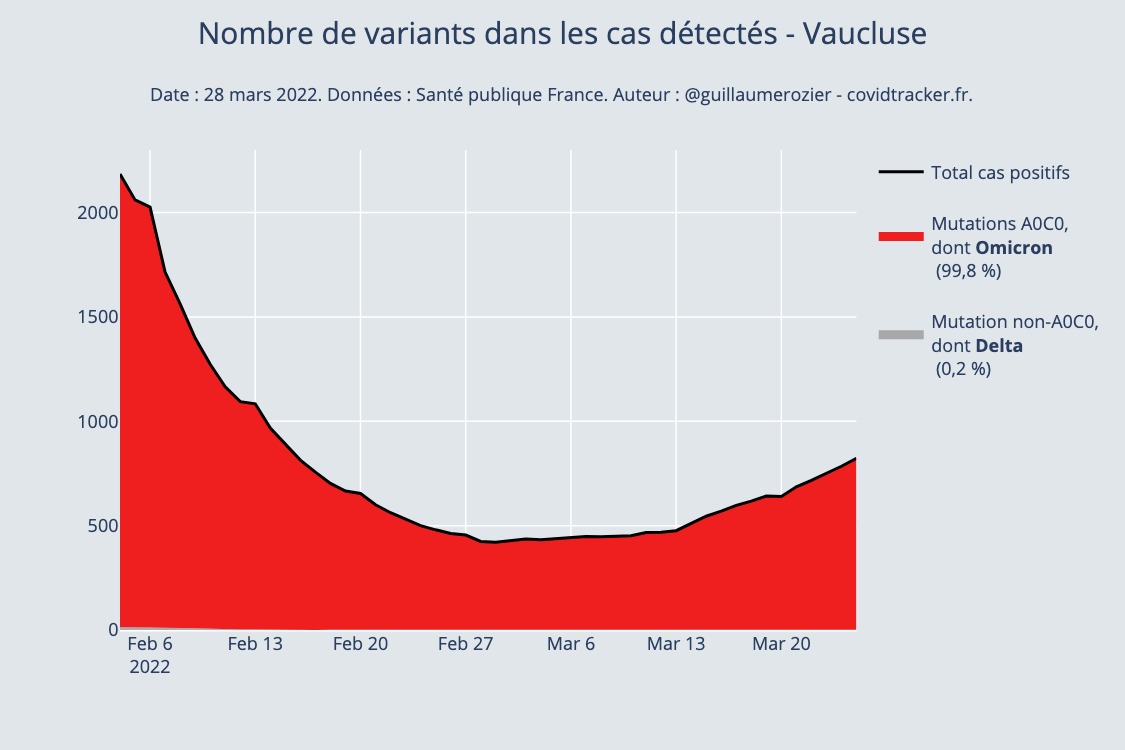 Nombre de variants dans les cas détectés - Vaucluse
Date : 28 mars 2022. Données : Santé publique France. Auteur : @guillaumerozier - covidtracker.fr.
Total cas positifs
Mutations A0C0,
dont Omicron
(99,8 %)
Mutation non-A0C0,
dont Delta
(0,2 %)
2000
1500
1000
500
0
Feb 6 Feb 13 Feb 20 Feb 27 Mar 6 Mar 13 Mar 20
2022